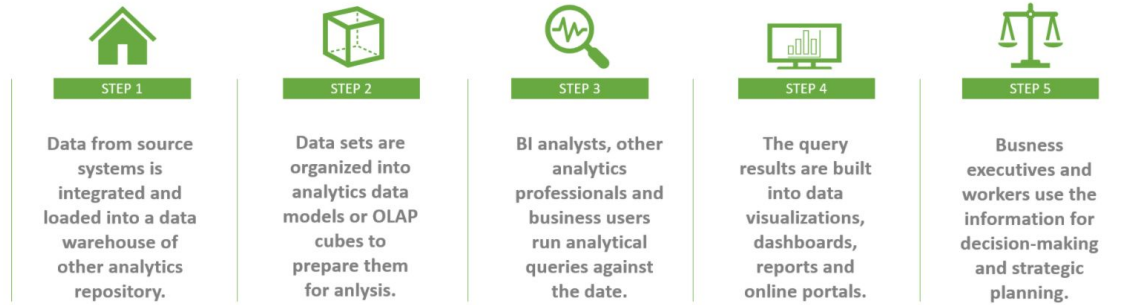 STEP 1
Data from source
systems is
integrated and
loaded into a data
warehouse of
other analytics
repository.
STEP 2
Data sets are
organized into
analytics data
models or OLAP
cubes to
prepare them
for anlysis.
STEP 3
BI analysts, other
analytics
professionals and
business users
run analytical
queries against
the date.
STEP 4
The query
results are built
into data
visualizations,
dashboards,
reports and
online portals.
STEP 5
Busness
executives and
workers use the
information for
decision-making
and strategic
planning.